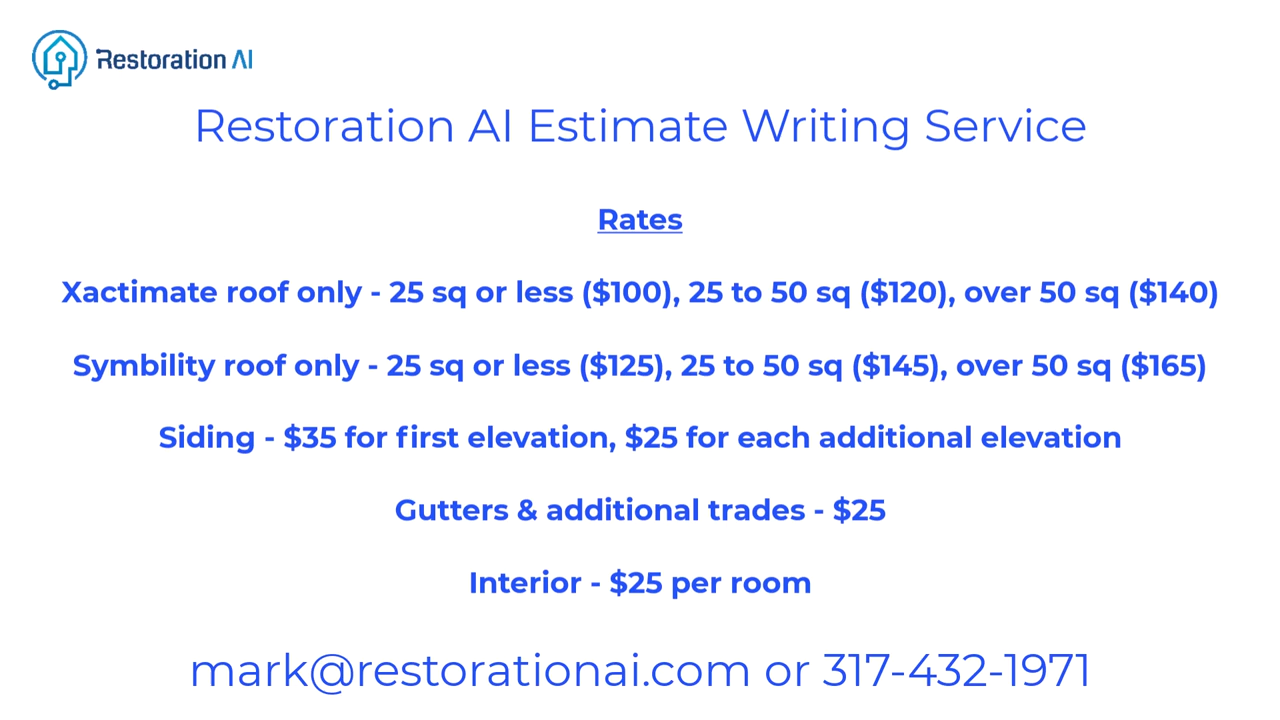 Restoration AI
Restoration AI Estimate Writing Service
Rates
Xactimate roof only - 25 sq or less ($100), 25 to 50 sq ($120), over 50 sq ($140)
Symbility roof only - 25 sq or less ($125), 25 to 50 sq ($145), over 50 sq ($165)
Siding - $35 for first elevation, $25 for each additional elevation
Gutters & additional trades - $25
Interior - $25 per room
mark@restorationai.com or 317-432-1971